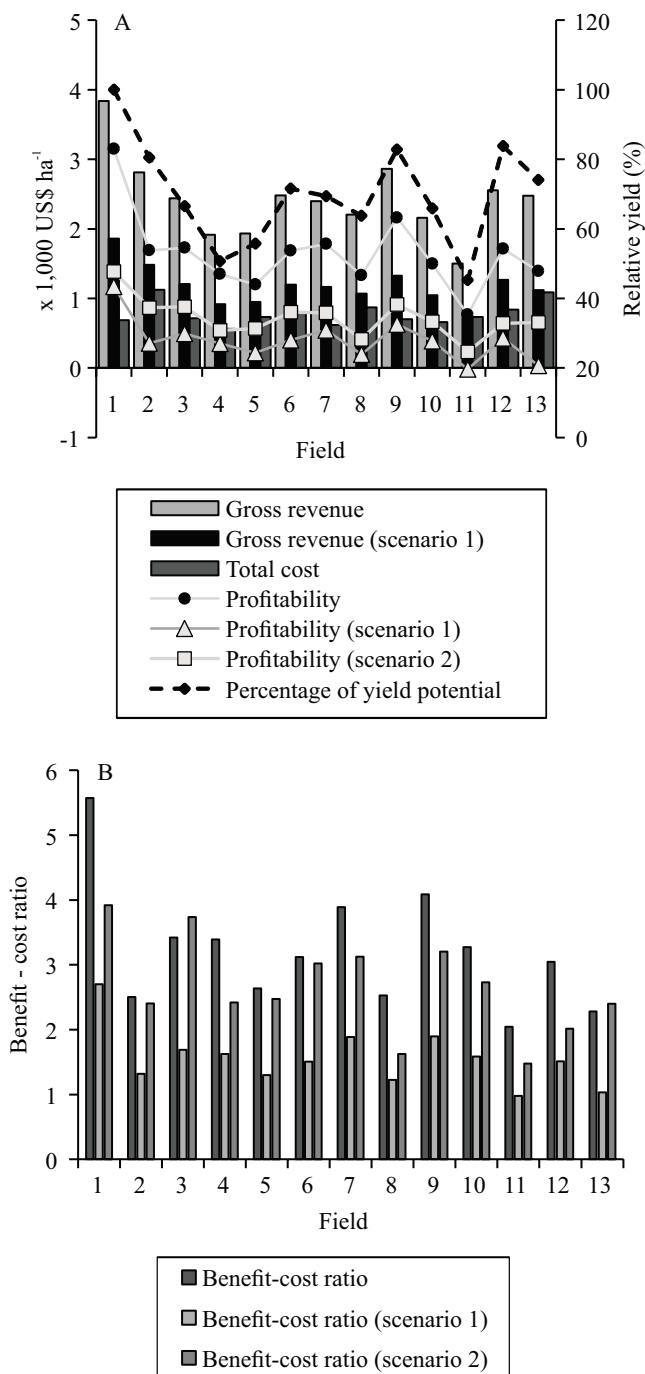 A
5
4
3
2
1
0
-1
x 1,000 US$ ha⁻¹
120
100
80
60
40
20
0
Relative yield (%)
1 2 3 4 5 6 7 8 9 10 11 12 13
Field
Gross revenue
Gross revenue (scenario 1)
Total cost
Profitability
Profitability (scenario 1)
Profitability (scenario 2)
Percentage of yield potential
B
6
5
4
3
2
1
0
Benefit - cost ratio
1 2 3 4 5 6 7 8 9 10 11 12 13
Field
Benefit-cost ratio
Benefit-cost ratio (scenario 1)
Benefit-cost ratio (scenario 2)